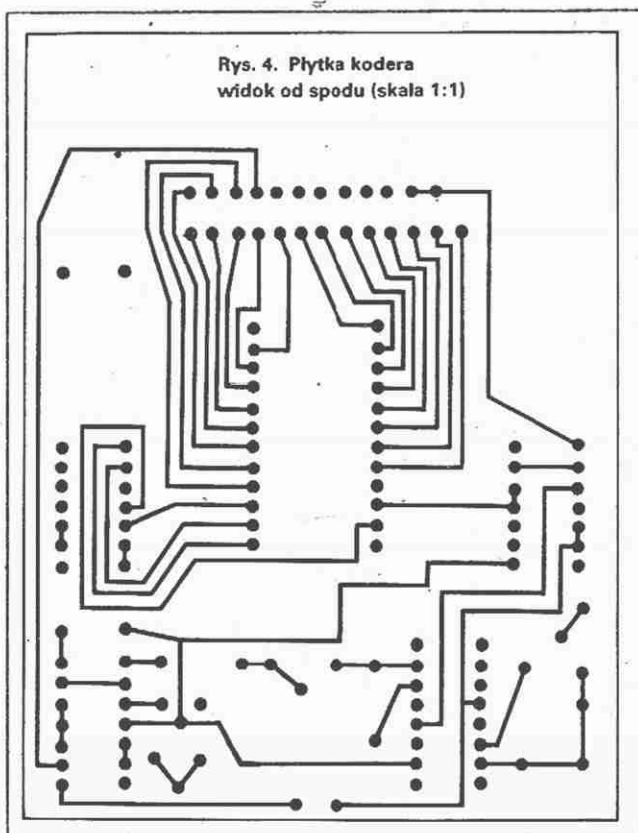 Rys. 4. Płytka kodera
widok od spodu (skala 1:1)